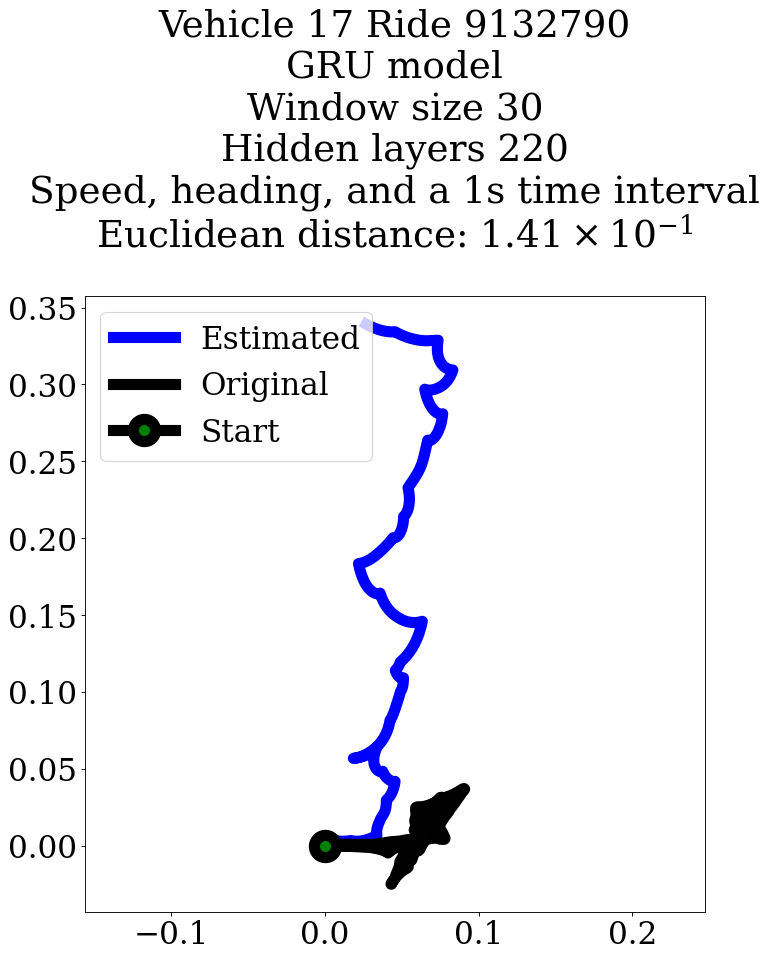 Vehicle 17 Ride 9132790
GRU model
Window size 30
Hidden layers 220
Speed, heading, and a 1s time interval
Euclidean distance: 1.41 × 10⁻¹
0.35
0.30
0.25
0.20
0.15
0.10
0.05
0.00
Estimated
Original
Start
−0.1
0.0
0.1
0.2